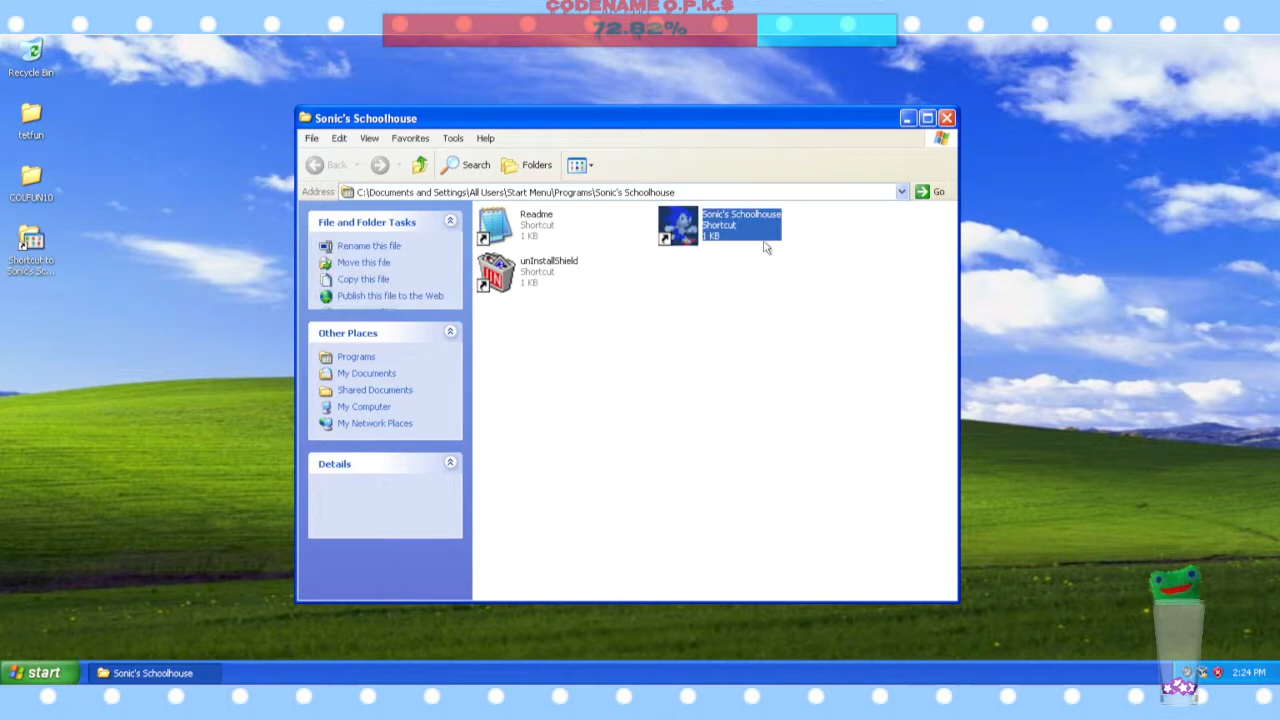 CODENAME O.P.K.S
72.82%
Recycle Bin
tetfun
COLFUN10
Shortcut to
Sonic's Sc...
Sonic's Schoolhouse
File Edit View Favorites Tools Help
Back Search Folders
Address C:\Documents and Settings\All Users\Start Menu\Programs\Sonic's Schoolhouse Go
File and Folder Tasks
Rename this file
Move this file
Copy this file
Publish this file to the Web
Other Places
Programs
My Documents
Shared Documents
My Computer
My Network Places
Details
Readme
Shortcut
1 KB
Sonic's Schoolhouse
Shortcut
1 KB
UN
unInstallShield
Shortcut
1 KB
start Sonic's Schoolhouse 2:24 PM